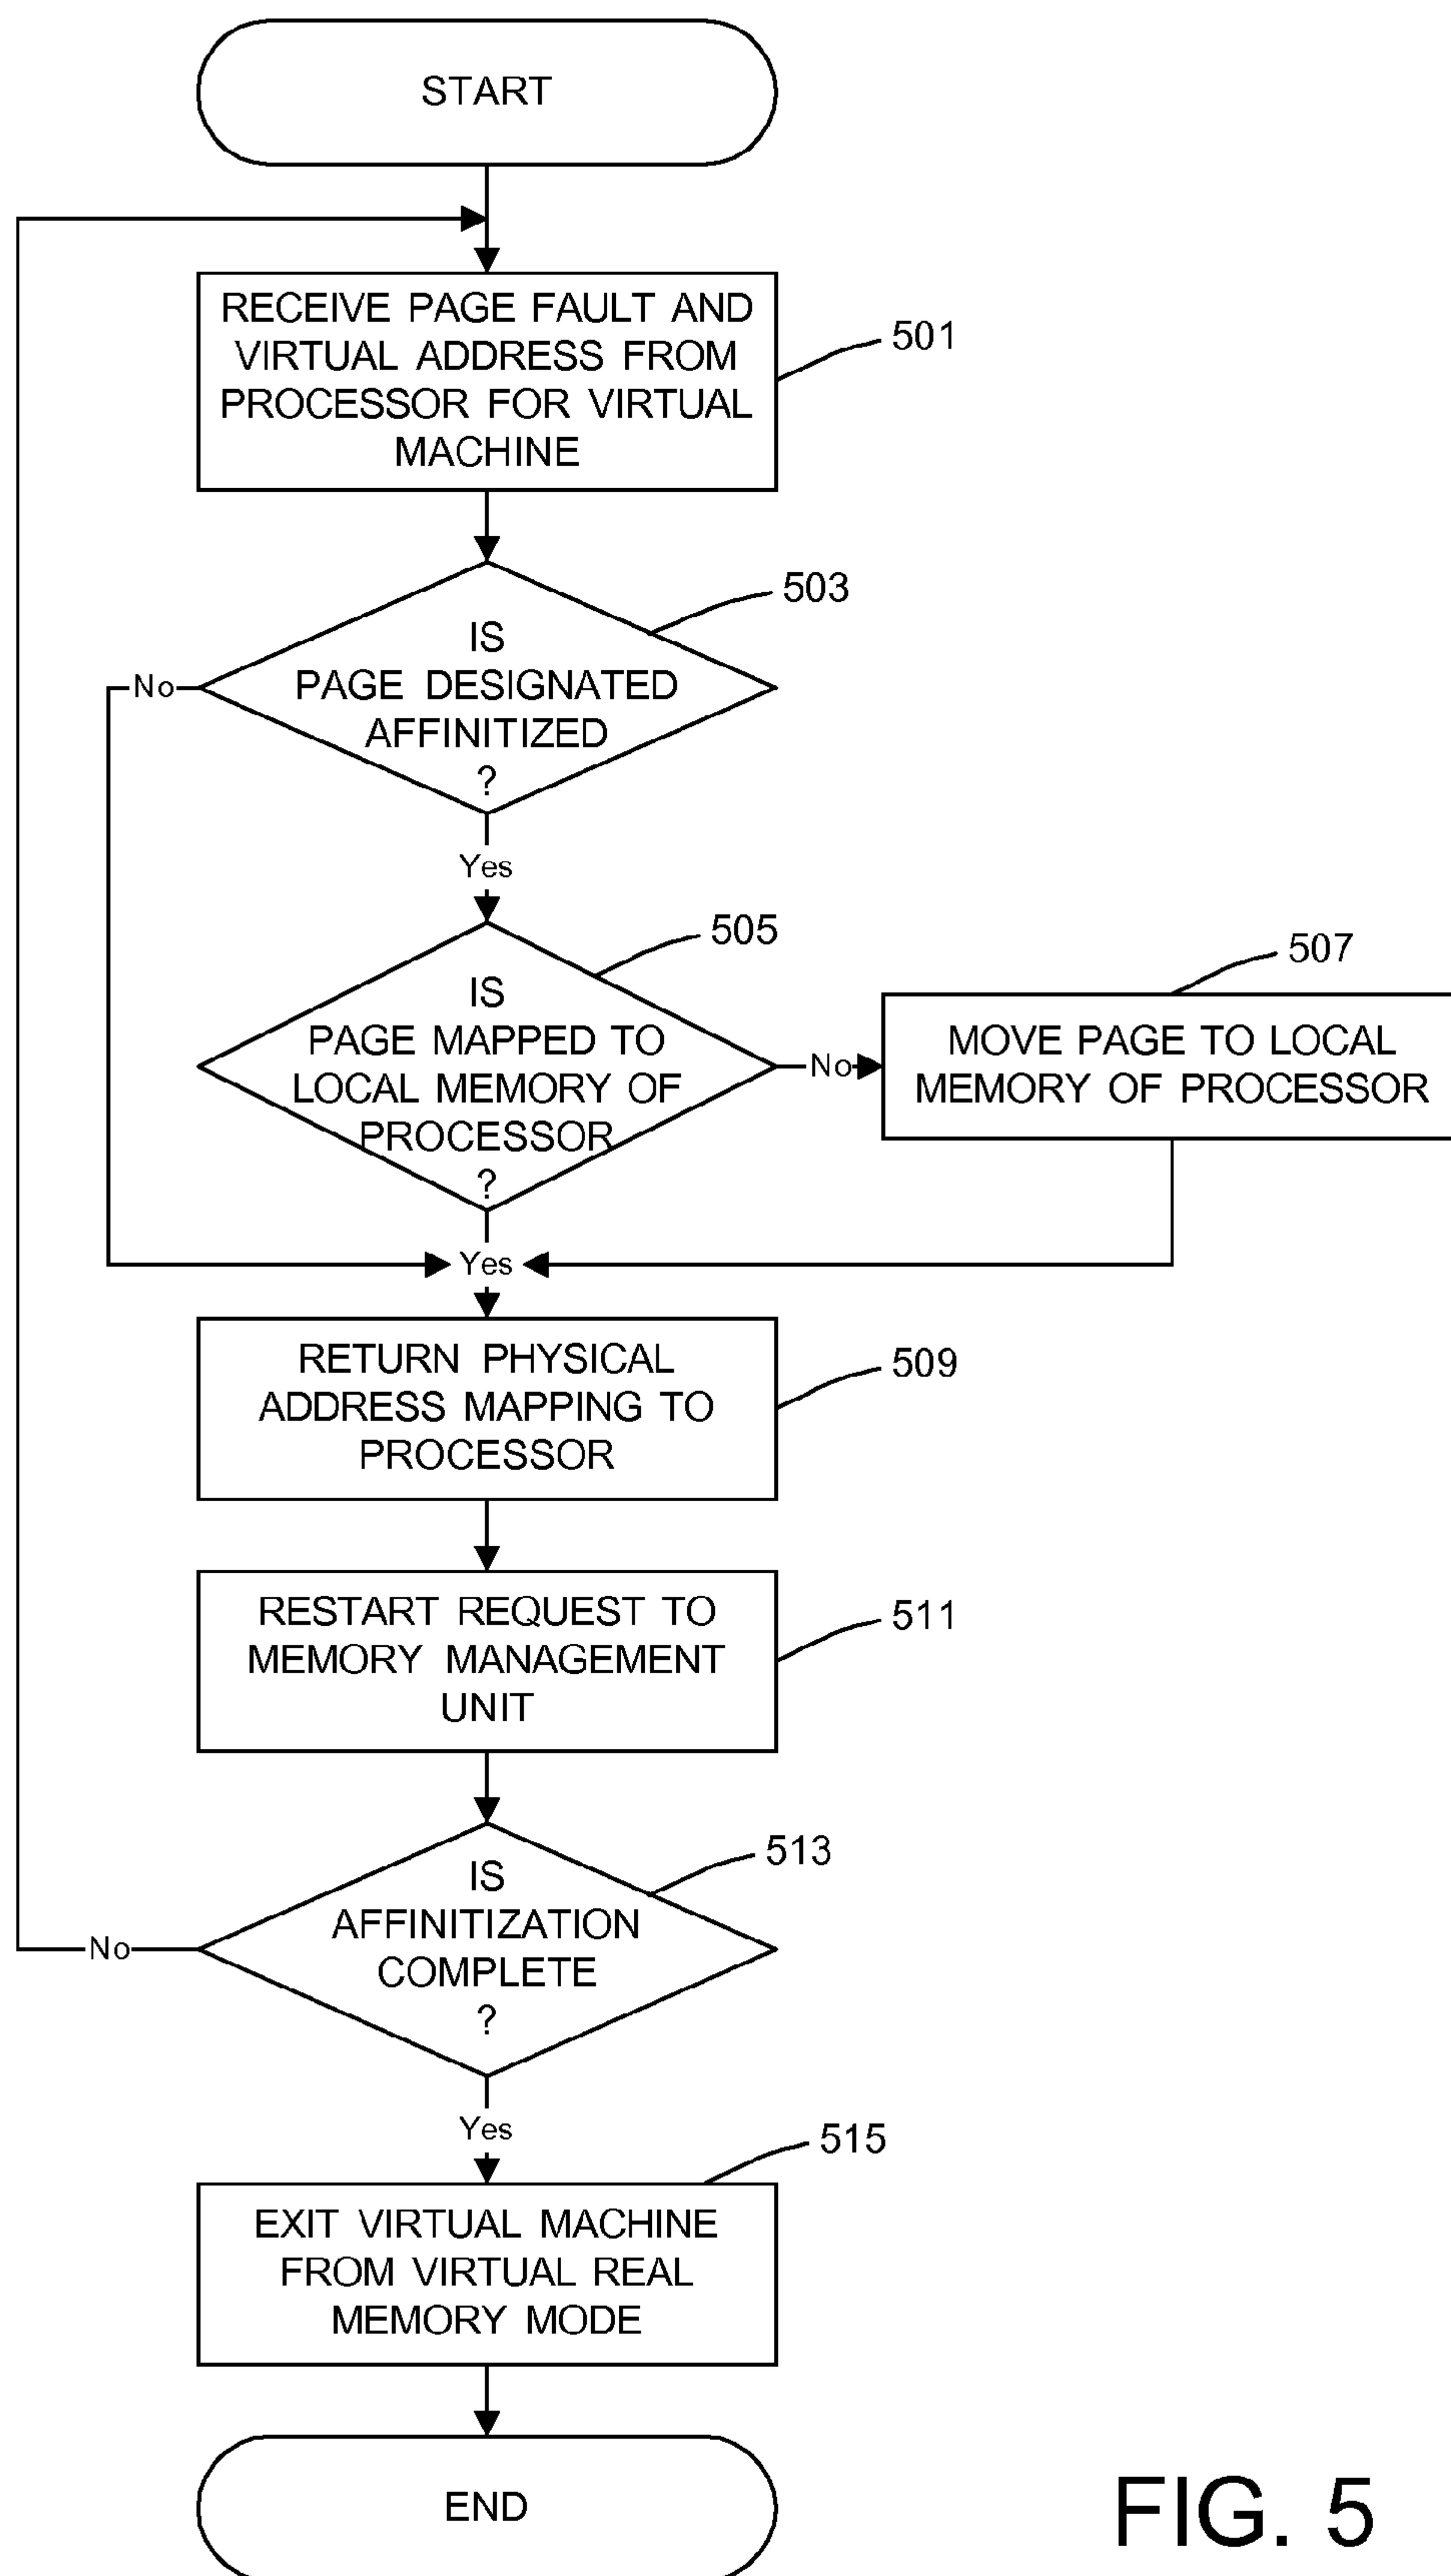 START
RECEIVE PAGE FAULT AND
VIRTUAL ADDRESS FROM
PROCESSOR FOR VIRTUAL
MACHINE
501
503
IS
PAGE DESIGNATED
AFFINITIZED
?
No
Yes
505
IS
PAGE MAPPED TO
LOCAL MEMORY OF
PROCESSOR
?
No
507
MOVE PAGE TO LOCAL
MEMORY OF PROCESSOR
Yes
RETURN PHYSICAL
ADDRESS MAPPING TO
PROCESSOR
509
RESTART REQUEST TO
MEMORY MANAGEMENT
UNIT
511
513
IS
AFFINITIZATION
COMPLETE
?
No
Yes
515
EXIT VIRTUAL MACHINE
FROM VIRTUAL REAL
MEMORY MODE
END
FIG. 5